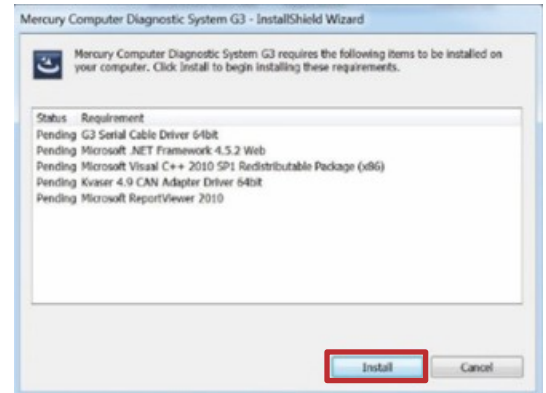 Mercury Computer Diagnostic System G3 - InstallShield Wizard
Mercury Computer Diagnostic System G3 requires the following items to be installed on
your computer. Click Install to begin installing these requirements.
Status Requirement
Pending G3 Serial Cable Driver 64bit
Pending Microsoft .NET Framework 4.5.2 Web
Pending Microsoft Visual C++ 2010 SP1 Redistributable Package (x86)
Pending Kvaser 4.9 CAN Adapter Driver 64bit
Pending Microsoft ReportViewer 2010
Install Cancel